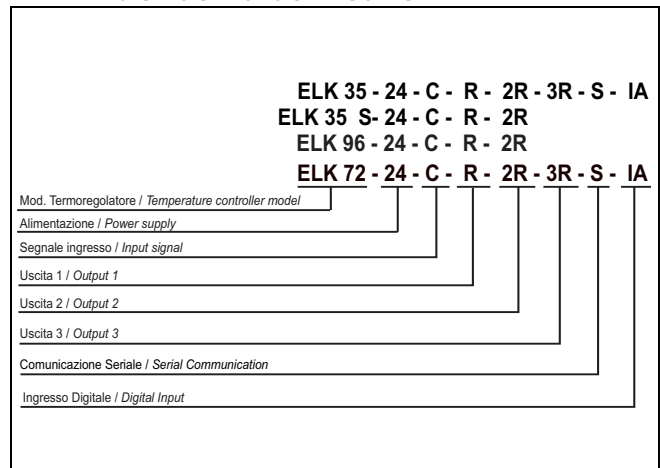 ELK 35 - 24 - C - R - 2R - 3R - S - IA
ELK 35 S- 24 - C - R - 2R
ELK 96 - 24 - C - R - 2R
ELK 72 - 24 - C - R - 2R - 3R - S - IA
Mod. Termoregolatore / Temperature controller model
Alimentazione / Power supply
Segnale ingresso / Input signal
Uscita 1 / Output 1
Uscita 2 / Output 2
Uscita 3 / Output 3
Comunicazione Seriale / Serial Communication
Ingresso Digitale / Digital Input